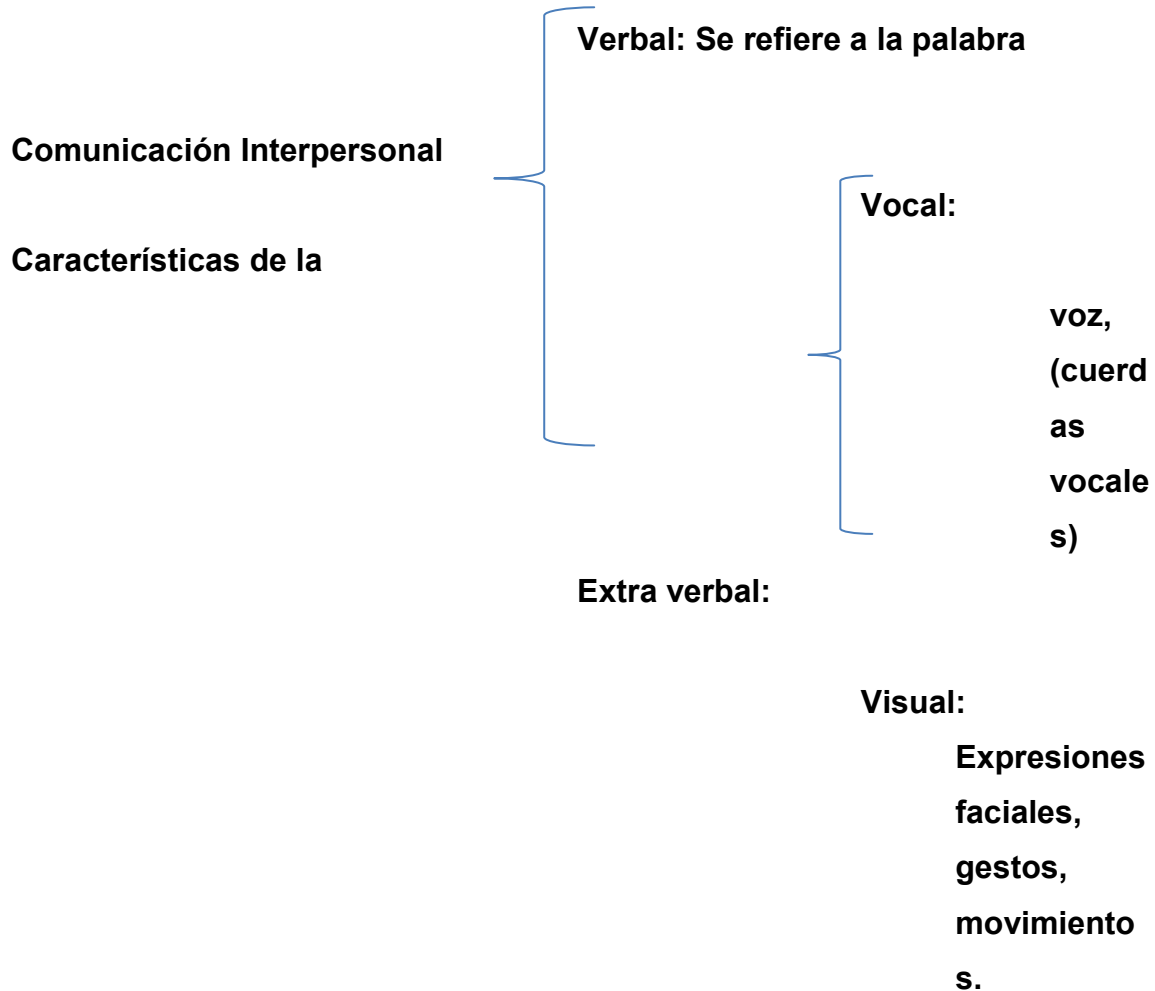 Verbal: Se refiere a la palabra
Comunicación Interpersonal
Vocal:
Características de la
voz,
(cuerd
as
vocale
s)
Extra verbal:
Visual:
Expresiones
faciales,
gestos,
movimiento
s.